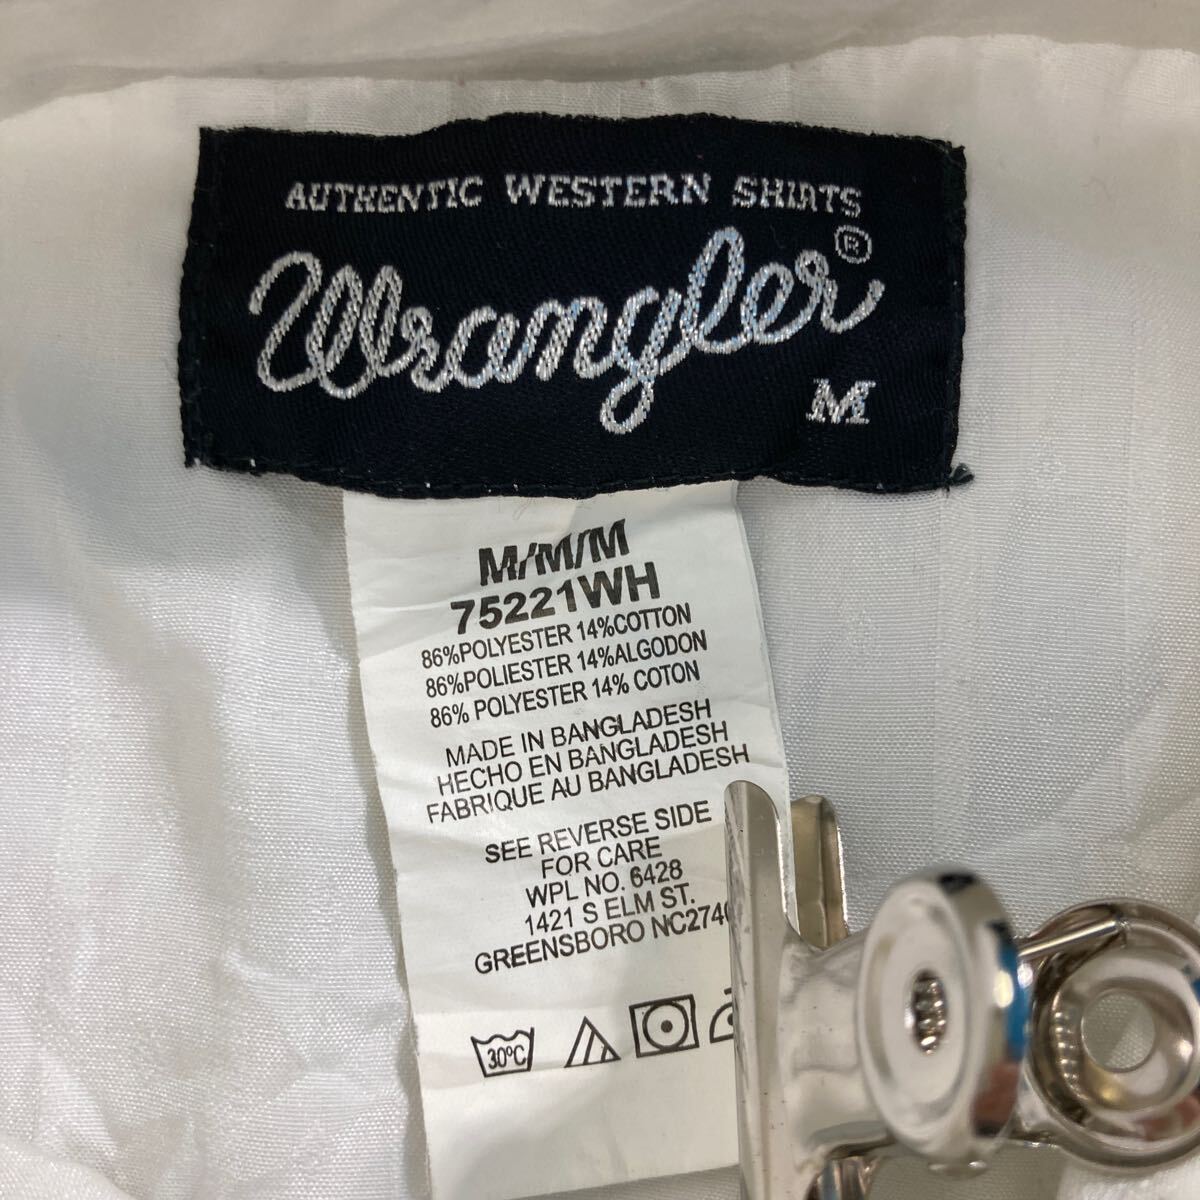 AUTHENTIC WESTERN SHIRTS
Wrangler®
M
M/M/M
75221WH
86%POLYESTER 14%COTTON
86%POLIESTER 14%ALGODON
86% POLYESTER 14% COTON
MADE IN BANGLADESH
HECHO EN BANGLADESH
FABRIQUE AU BANGLADESH
SEE REVERSE SIDE
FOR CARE
WPL NO. 6428
1421 S ELM ST.
GREENSBORO
30°C